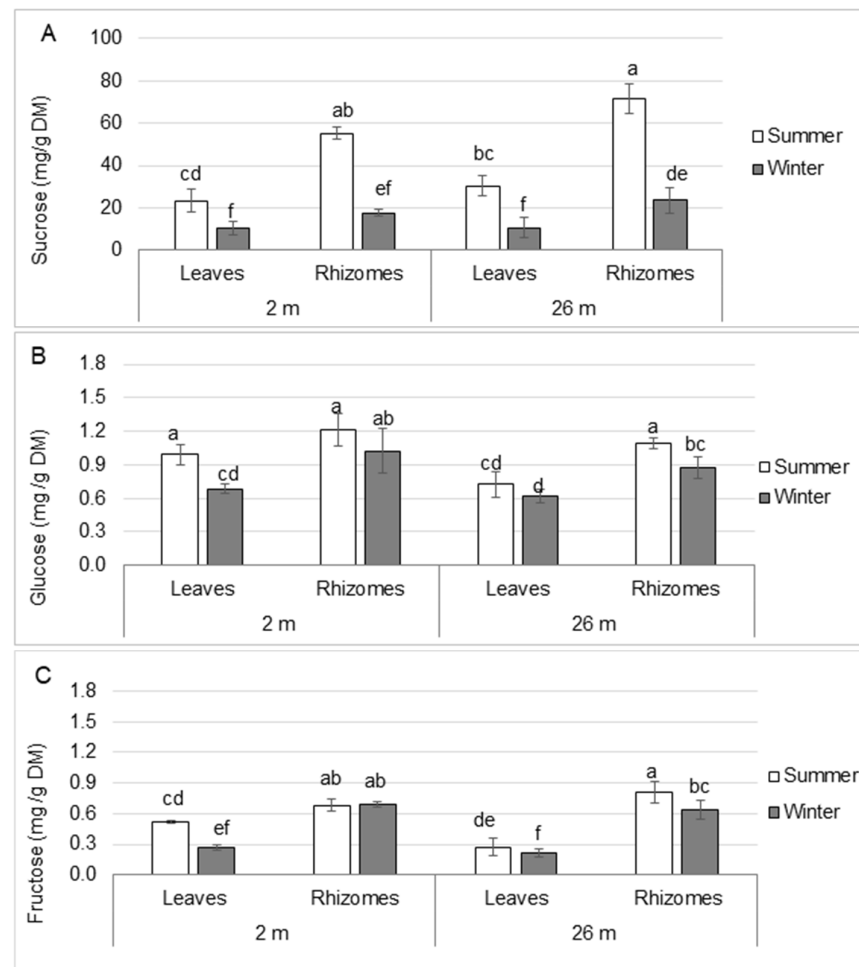 A
Sucrose (mg/g DM)
100
80
60
40
20
0
cd
f
ab
ef
bc
f
a
de
Summer
Winter
Leaves
Rhizomes
Leaves
Rhizomes
2 m
26 m
B
Glucose (mg/g DM)
1.8
1.5
1.2
0.9
0.6
0.3
0.0
a
cd
a
ab
cd
d
a
bc
Summer
Winter
Leaves
Rhizomes
Leaves
Rhizomes
2 m
26 m
C
Fructose (mg /g DM)
1.8
1.5
1.2
0.9
0.6
0.3
0.0
cd
ef
ab
ab
de
f
a
bc
Summer
Winter
Leaves
Rhizomes
Leaves
Rhizomes
2 m
26 m